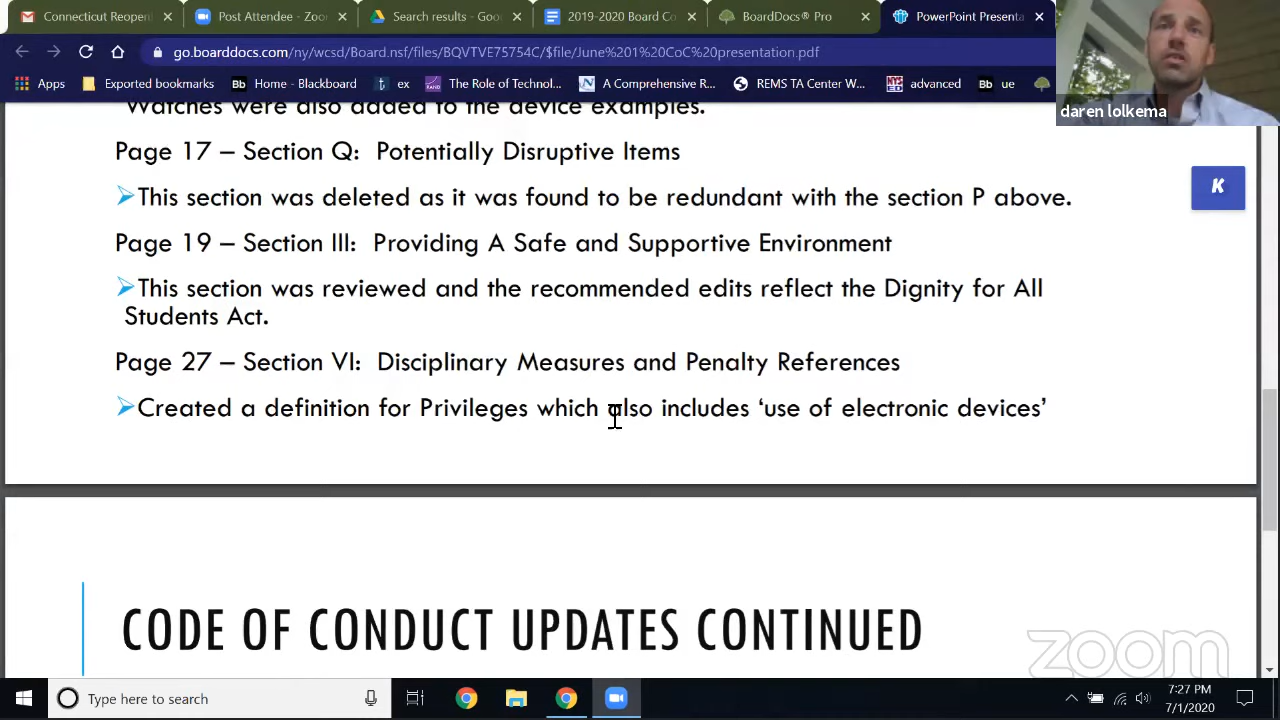 Connecticut Reopeni
Post Attendee - Zoo
Search results - Goo
2019-2020 Board Co
BoardDocs® Pro
PowerPoint Presenta
go.boarddocs.com/ny/wcsd/Board.nsf/files/BQVTVE75754C/$file/June%201%20CoC%20presentation.pdf
Apps
Exported bookmarks
Bb Home - Blackboard
ex
The Role of Technol...
A Comprehensive R...
REMS TA Center W...
advanced
Bb ue
daren lolkema
Watches were also added to the device examples.
Page 17 – Section Q: Potentially Disruptive Items
K
This section was deleted as it was found to be redundant with the section P above.
Page 19 – Section III: Providing A Safe and Supportive Environment
This section was reviewed and the recommended edits reflect the Dignity for All
Students Act.
Page 27 – Section VI: Disciplinary Measures and Penalty References
Created a definition for Privileges which also includes ‘use of electronic devices’
CODE OF CONDUCT UPDATES CONTINUED
zoom
Type here to search
7:27 PM
7/1/2020